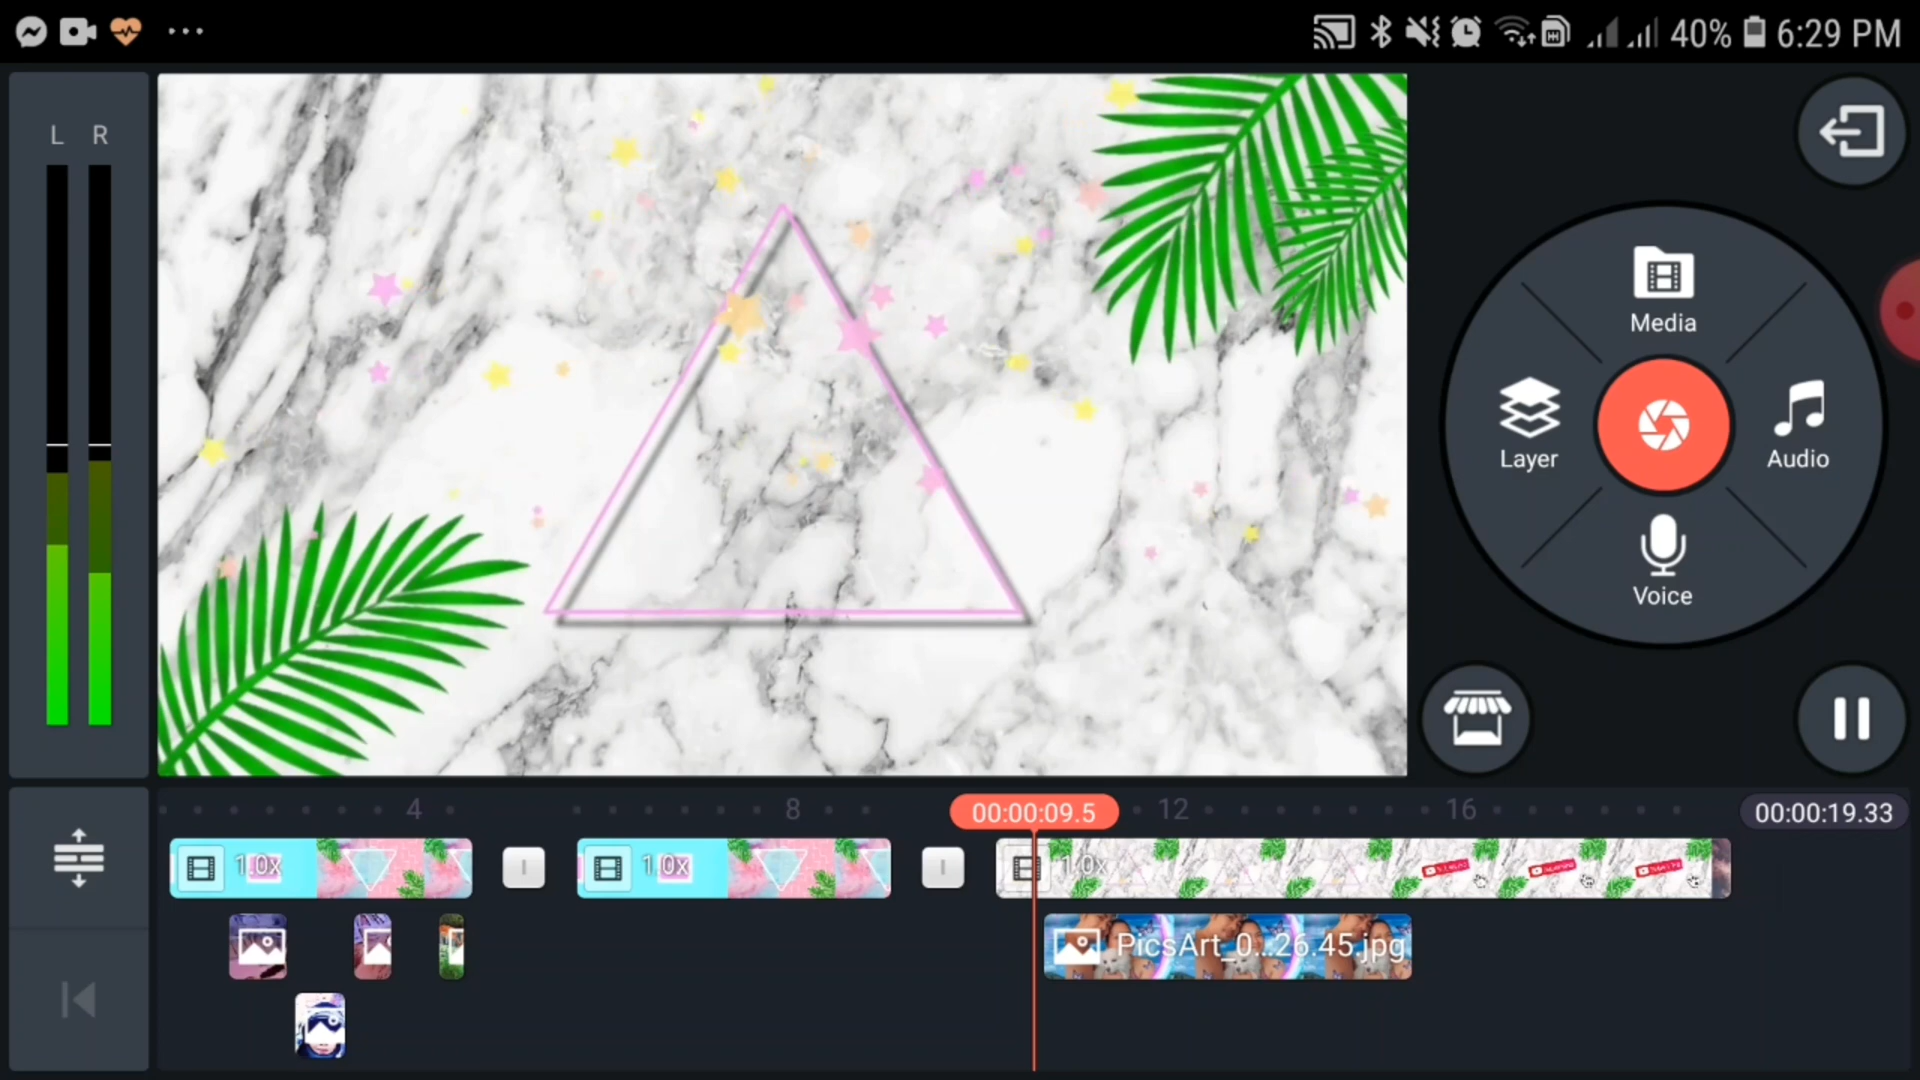 40% 6:29 PM
L R
Media
Layer
Audio
Voice
4
8
00:00:09.5
12
16
00:00:19.33
1.0x
1.0x
1.0x
PicsArt_0...26.45.jpg